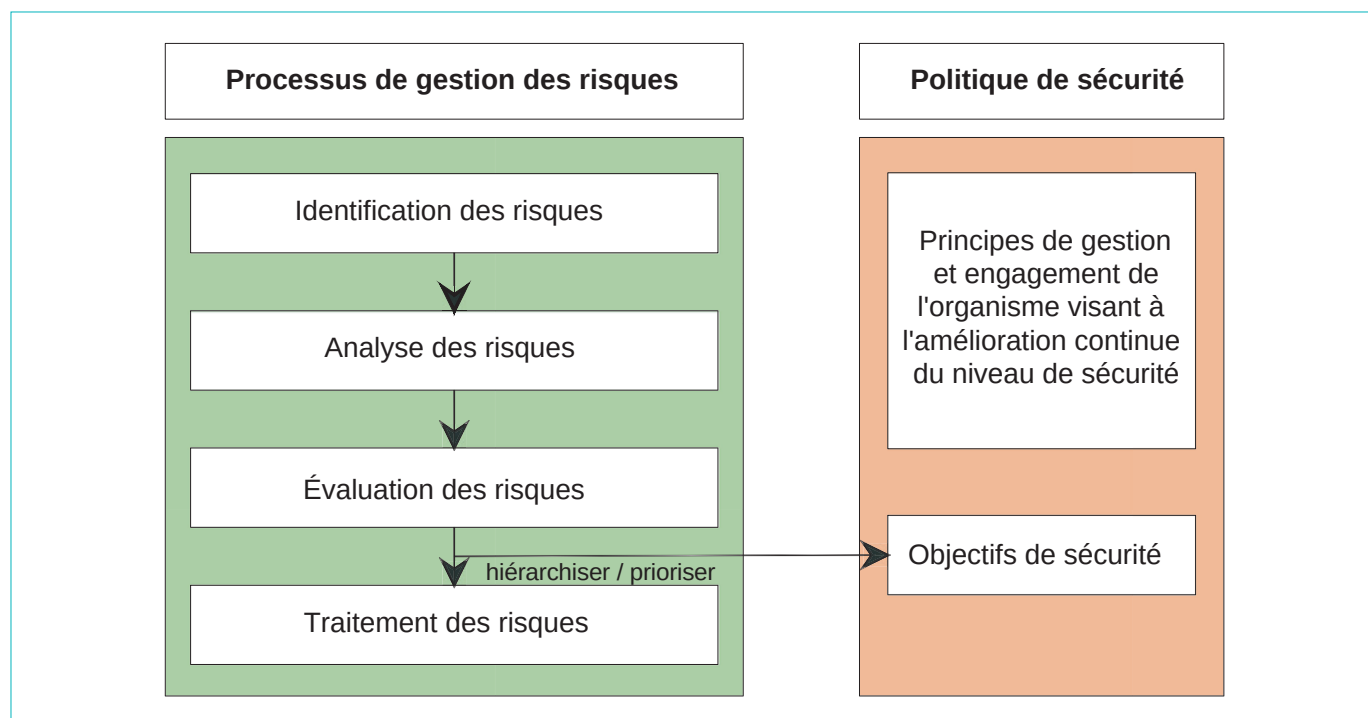 Processus de gestion des risques
Politique de sécurité
Identification des risques
Analyse des risques
Évaluation des risques
hiérarchiser / prioriser
Traitement des risques
Principes de gestion
et engagement de
l'organisme visant à
l'amélioration continue
du niveau de sécurité
Objectifs de sécurité